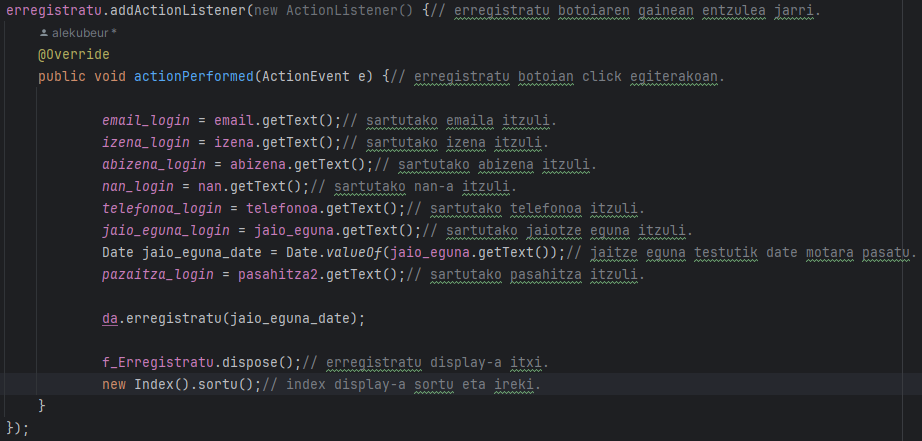 erregistratu.addActionListener(new ActionListener() {// erregistratu botoiaren gainean entzulea jarri.
alekubeur *
@Override
public void actionPerformed(ActionEvent e) {// erregistratu botoian click egiterakoan.
email_login = email.getText();// sartutako emaila itzuli.
izena_login = izena.getText();// sartutako izena itzuli.
abizena_login = abizena.getText();// sartutako abizena itzuli.
nan_login = nan.getText();// sartutako nan-a itzuli.
telefonoa_login = telefonoa.getText();// sartutako telefonoa itzuli.
jaio_eguna_login = jaio_eguna.getText();// sartutako jaiotze eguna itzuli.
Date jaio_eguna_date = Date.valueOf(jaio_eguna.getText());// jaitze eguna testutik date motara pasatu.
pazaitza_login = pasahitza2.getText();// sartutako pasahitza itzuli.
da.erregistratu(jaio_eguna_date);
f_Erregistratu.dispose();// erregistratu display-a itxi.
new Index().sortu();// index display-a sortu eta ireki.
}
});